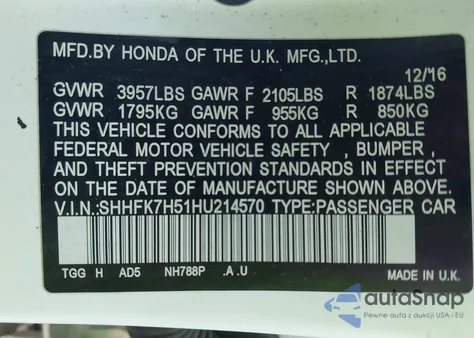 MFD.BY HONDA OF THE U.K. MFG.,LTD.
12/16
GVWR 3957LBS GAWR F 2105LBS R 1874LBS
GVWR 1795KG GAWR F 955KG R 850KG
THIS VEHICLE CONFORMS TO ALL APPLICABLE
FEDERAL MOTOR VEHICLE SAFETY , BUMPER ,
AND THEFT PREVENTION STANDARDS IN EFFECT
ON THE DATE OF MANUFACTURE SHOWN ABOVE.
V.I.N.:SHHFK7H51HU214570 TYPE:PASSENGER CAR
TGG H AD5 NH788P .A .U MADE IN U.K.
autoSnap
Pewne auta z USA i EU